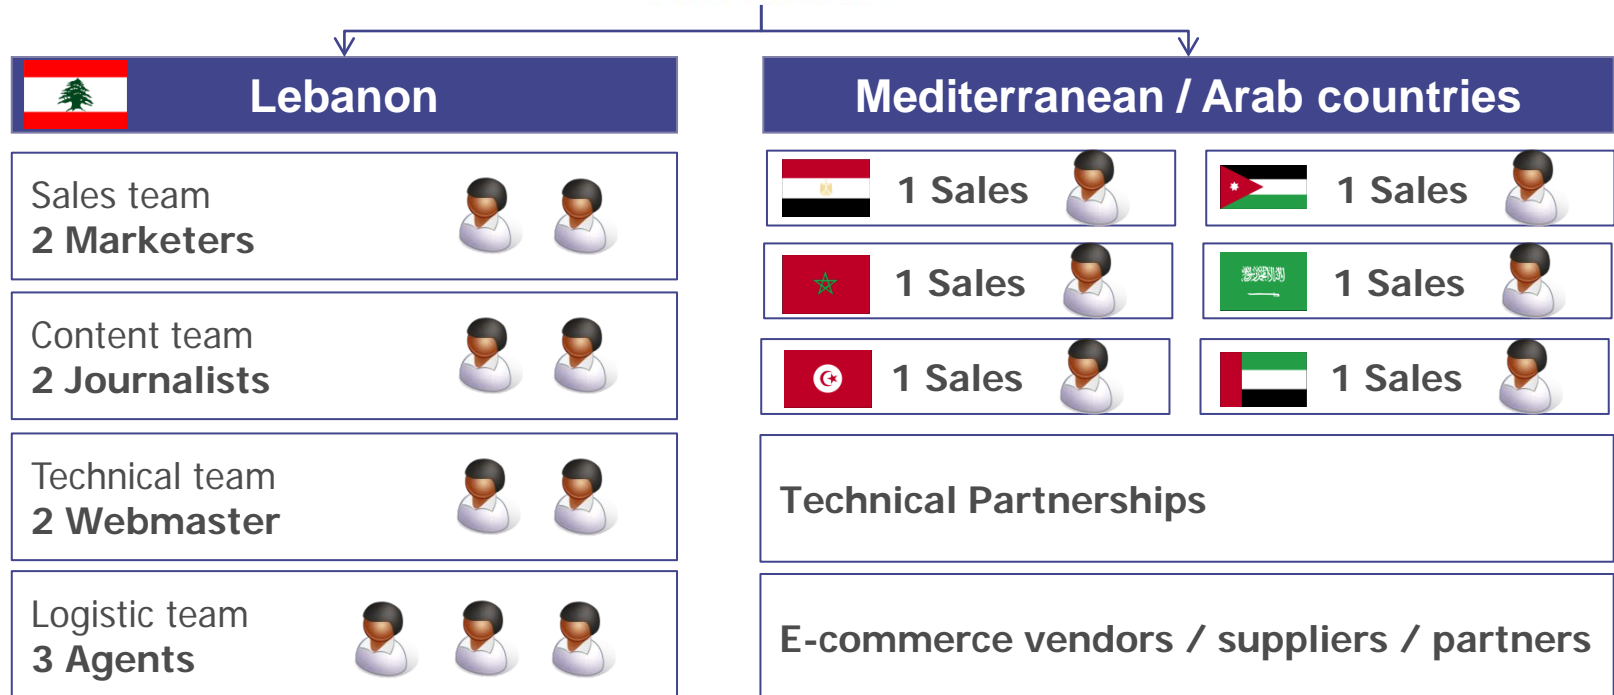 Lebanon
Sales team
2 Marketers
Content team
2 Journalists
Technical team
2 Webmaster
Logistic team
3 Agents
Mediterranean / Arab countries
1 Sales
1 Sales
1 Sales
1 Sales
1 Sales
1 Sales
Technical Partnerships
E-commerce vendors / suppliers / partners